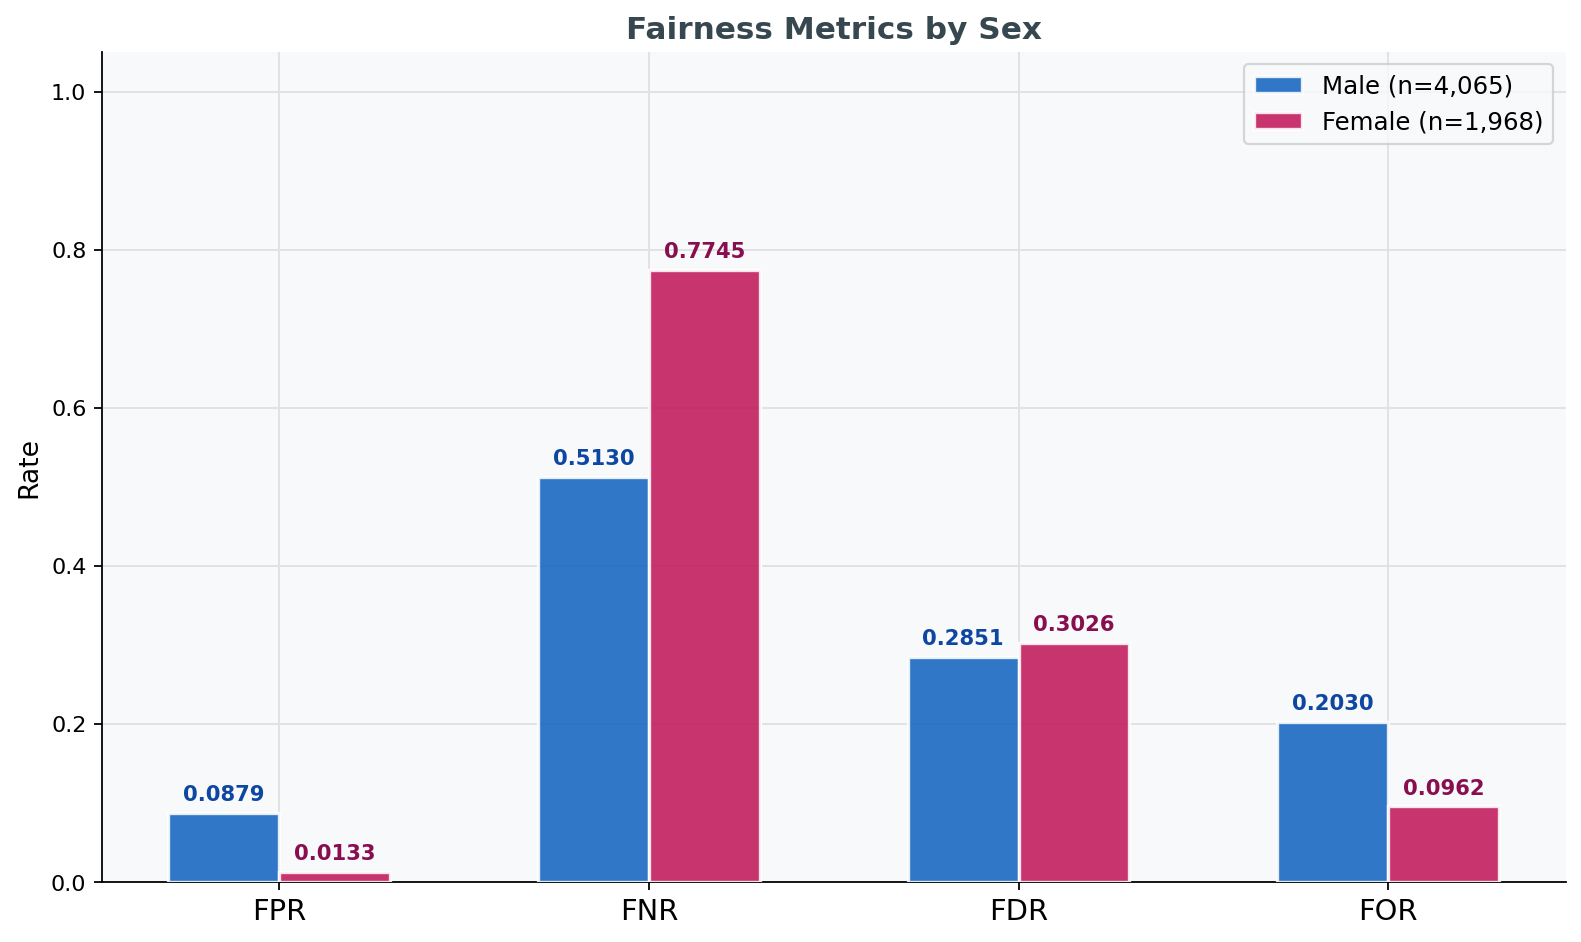 Fairness Metrics by Sex
Male (n=4,065)
Female (n=1,968)
Rate
1.0
0.8
0.6
0.4
0.2
0.0
0.0879
0.0133
0.5130
0.7745
0.2851
0.3026
0.2030
0.0962
FPR
FNR
FDR
FOR